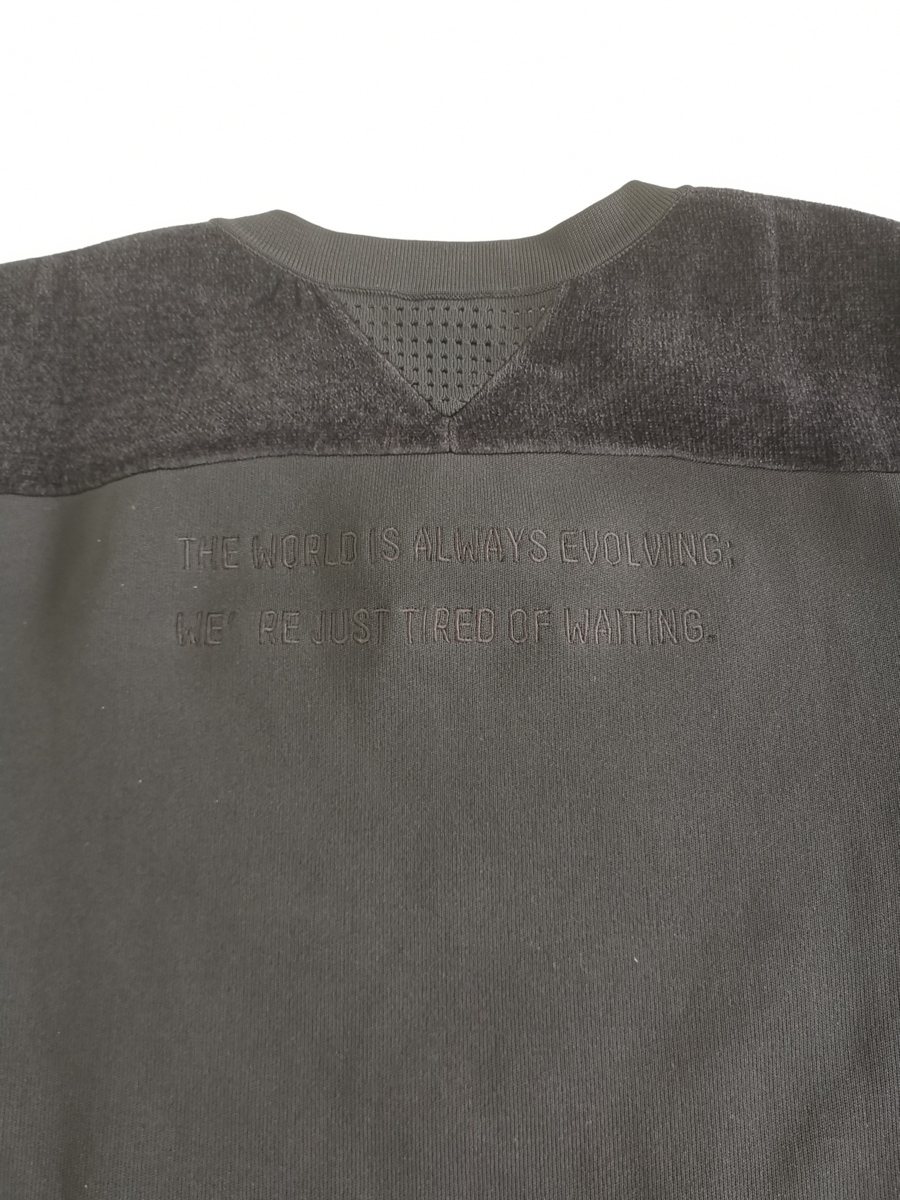 THE WORLD IS ALWAYS EVOLVING;
WE' RE JUST TIRED OF WAITING.